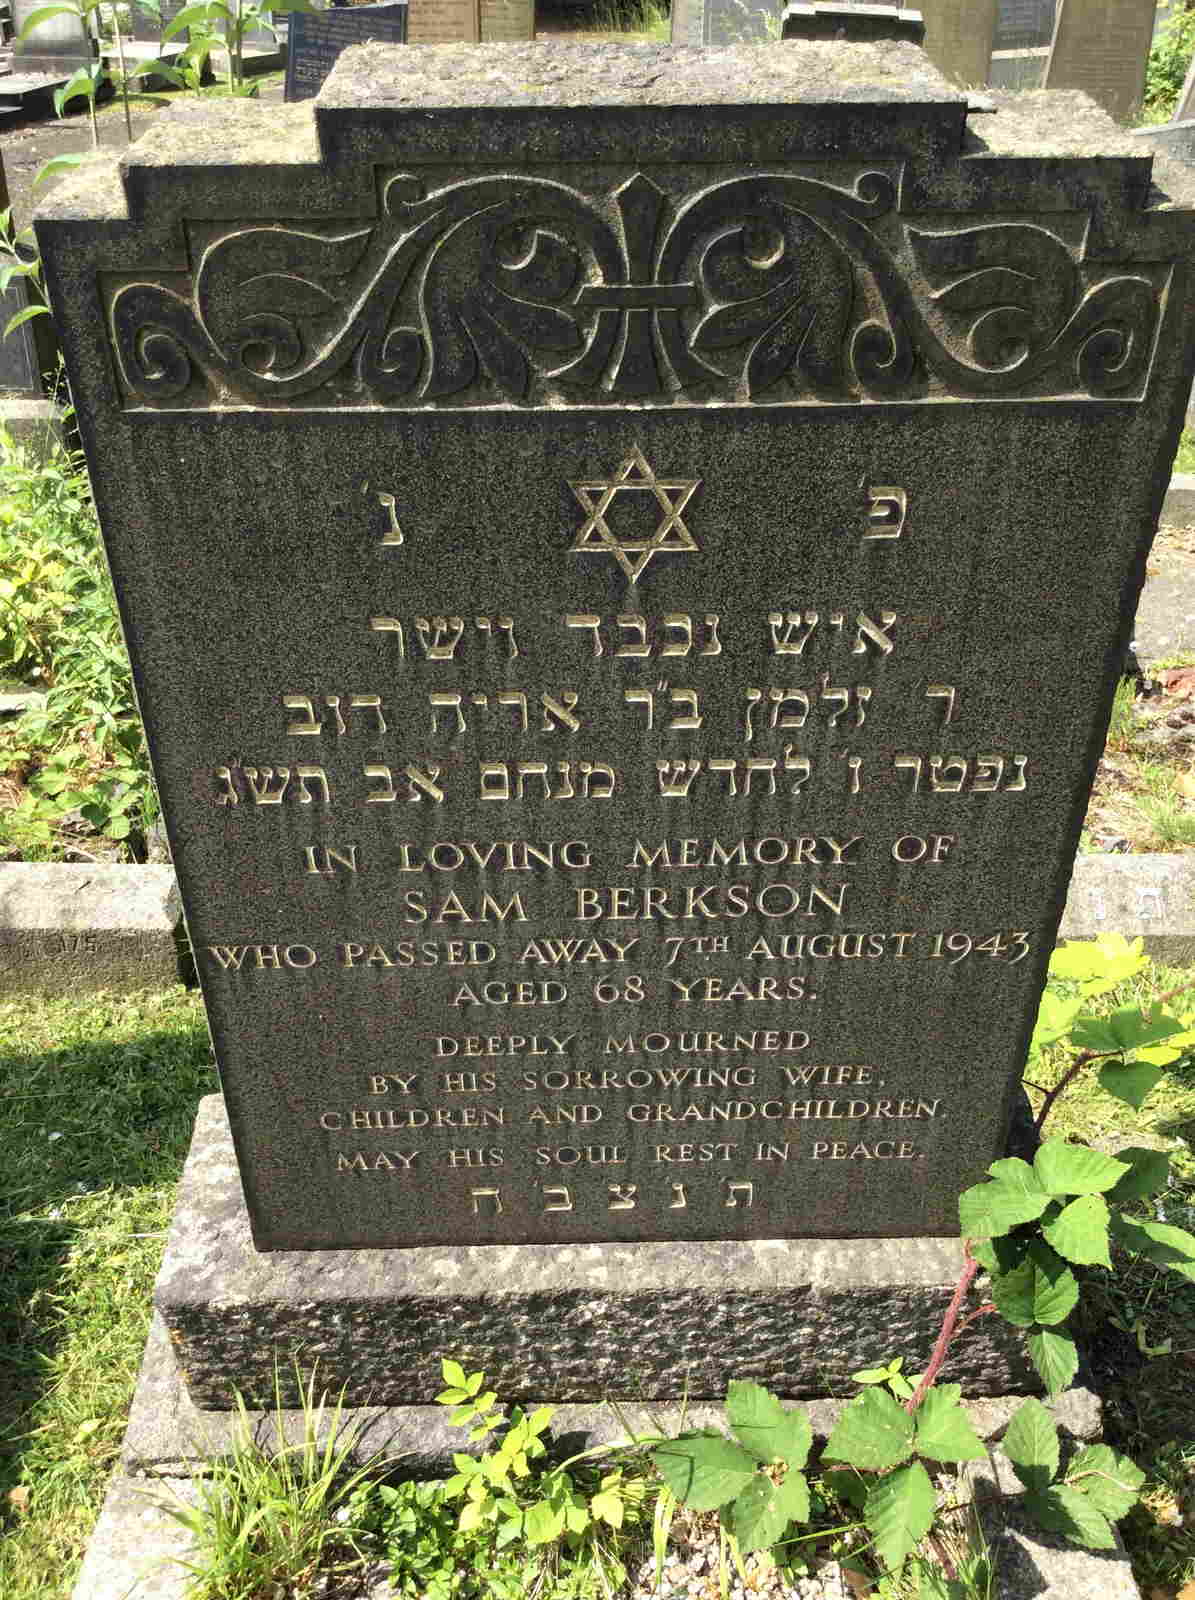 פ' נ'
איש נכבד וישר
ר זלמן ב"ר אריה דוב
נפטר ו' לחדש מנחם אב תש"ג
IN LOVING MEMORY OF
SAM BERKSON
WHO PASSED AWAY 7TH AUGUST 1943
AGED 68 YEARS.
DEEPLY MOURNED
BY HIS SORROWING WIFE,
CHILDREN AND GRANDCHILDREN.
MAY HIS SOUL REST IN PEACE.
ת' נ' צ' ב' ה
175